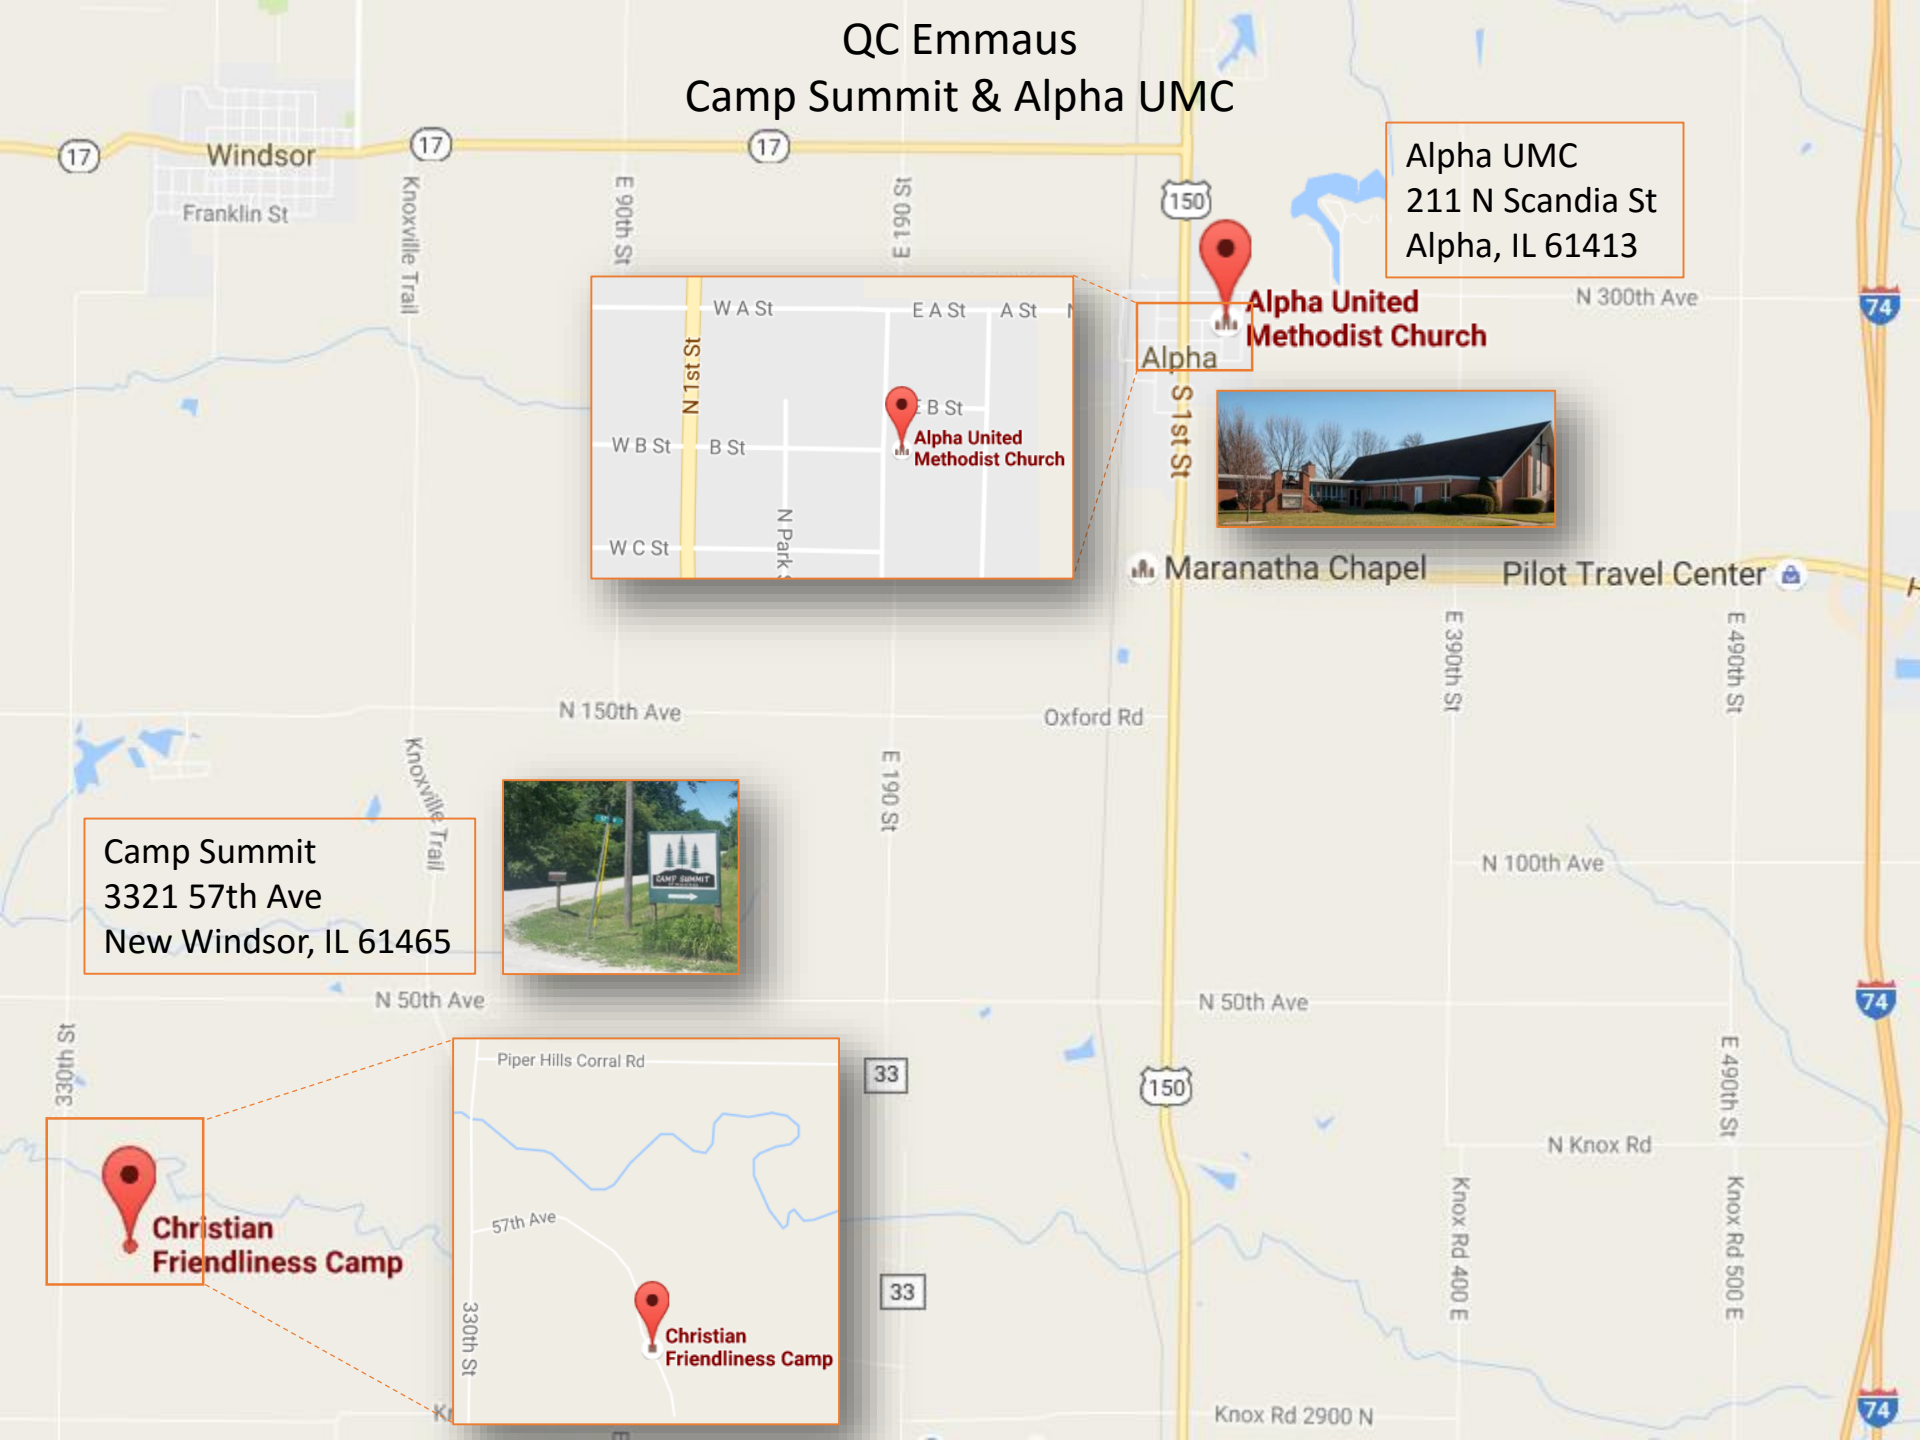 QC Emmaus
Camp Summit & Alpha UMC
17
Windsor
17
17
Franklin St
Knoxville Trail
E 90th St
E 190 St
150
Alpha UMC
211 N Scandia St
Alpha, IL 61413
N 300th Ave
74
Alpha United
Methodist Church
Alpha
S 1st St
W A St
E A St
A St
N 1st St
E B St
W B St
B St
Alpha United
Methodist Church
W C St
N Park
Maranatha Chapel
Pilot Travel Center
E 390th St
E 490th St
N 150th Ave
Oxford Rd
Knoxville Trail
E 190 St
N 100th Ave
Camp Summit
3321 57th Ave
New Windsor, IL 61465
CAMP SUMMIT
N 50th Ave
N 50th Ave
74
330th St
Piper Hills Corral Rd
33
150
E 490th St
N Knox Rd
57th Ave
Christian
Friendliness Camp
33
Knox Rd 400 E
Knox Rd 500 E
330th St
Christian
Friendliness Camp
Knox Rd 2900 N
74